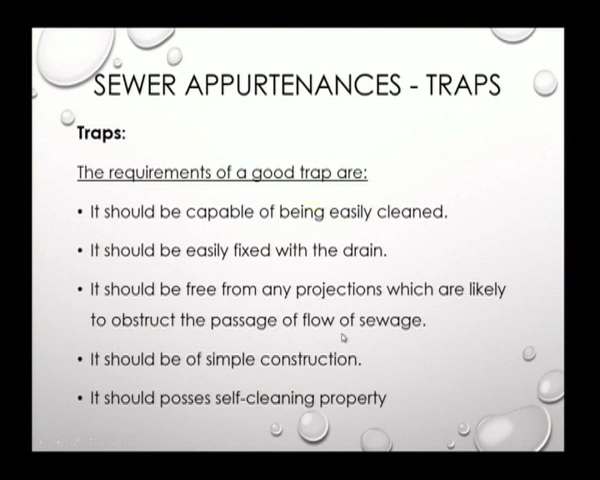 SEWER APPURTENANCES - TRAPS
Traps:
The requirements of a good trap are:
• It should be capable of being easily cleaned.
• It should be easily fixed with the drain.
• It should be free from any projections which are likely
to obstruct the passage of flow of sewage.
• It should be of simple construction.
• It should posses self-cleaning property